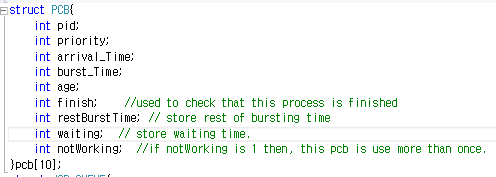 struct PCB{
int pid;
int priority;
int arrival_Time;
int burst_Time;
int age;
int finish; //used to check that this process is finished
int restBurstTime; // store rest of bursting time
int waiting; // store waiting time.
int notWorking; //if notWorking is 1 then, this pcb is use more than once.
}pcb[10];